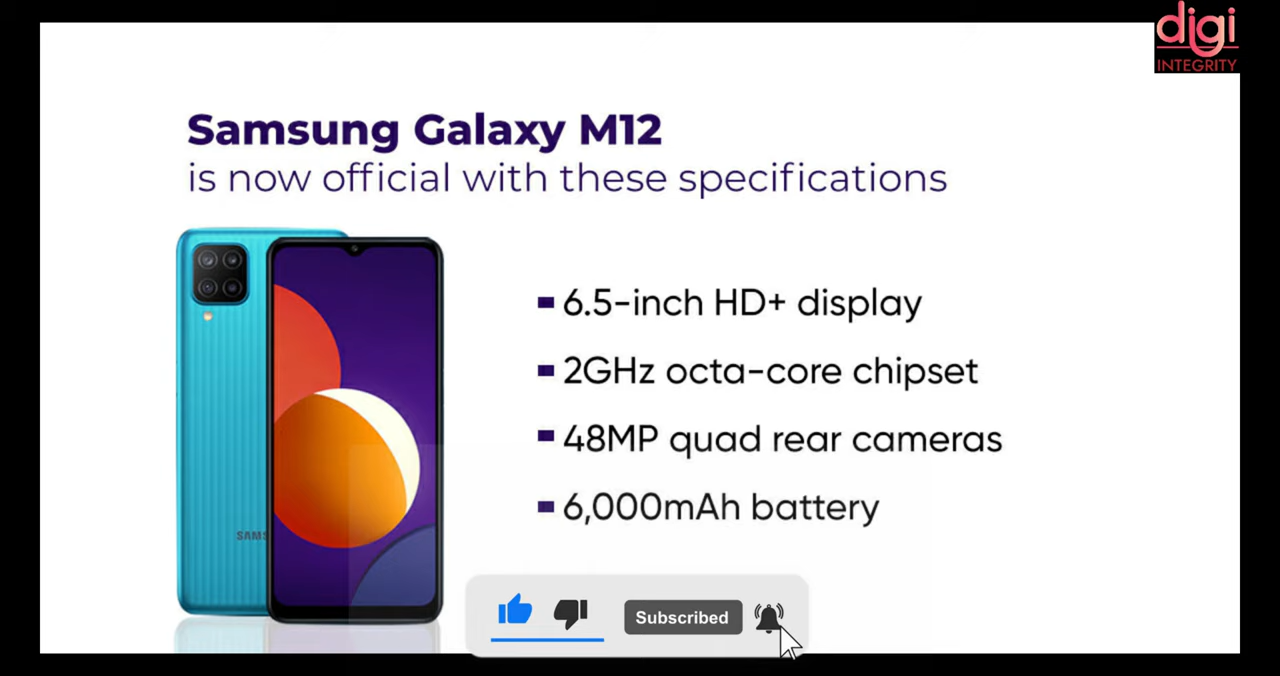 digi
INTEGRITY
Samsung Galaxy M12
is now official with these specifications
6.5-inch HD+ display
2GHz octa-core chipset
48MP quad rear cameras
6,000mAh battery
SAMS
Subscribed